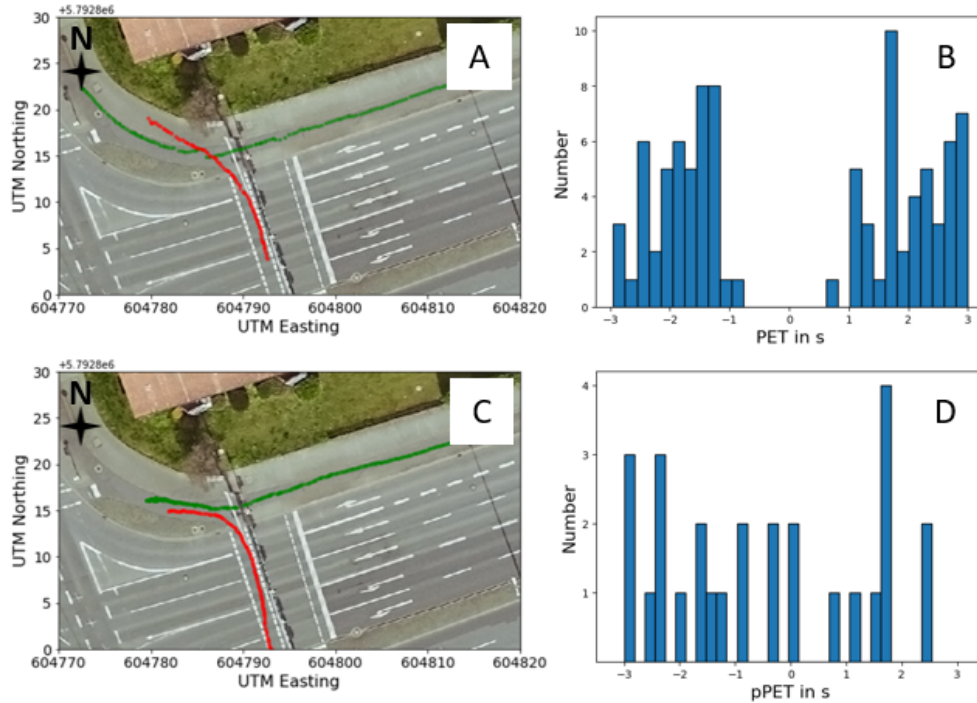 +5.7928e6
30
25
20
15
10
5
0
N
A
604770 604780 604790 604800 604810 604820
UTM Easting
UTM Northing
10
8
6
4
2
0
B
−3 −2 −1 0 1 2 3
PET in s
Number
+5.7928e6
30
25
20
15
10
5
0
N
C
604770 604780 604790 604800 604810 604820
UTM Easting
UTM Northing
4
3
2
1
D
−3 −2 −1 0 1 2 3
pPET in s
Number